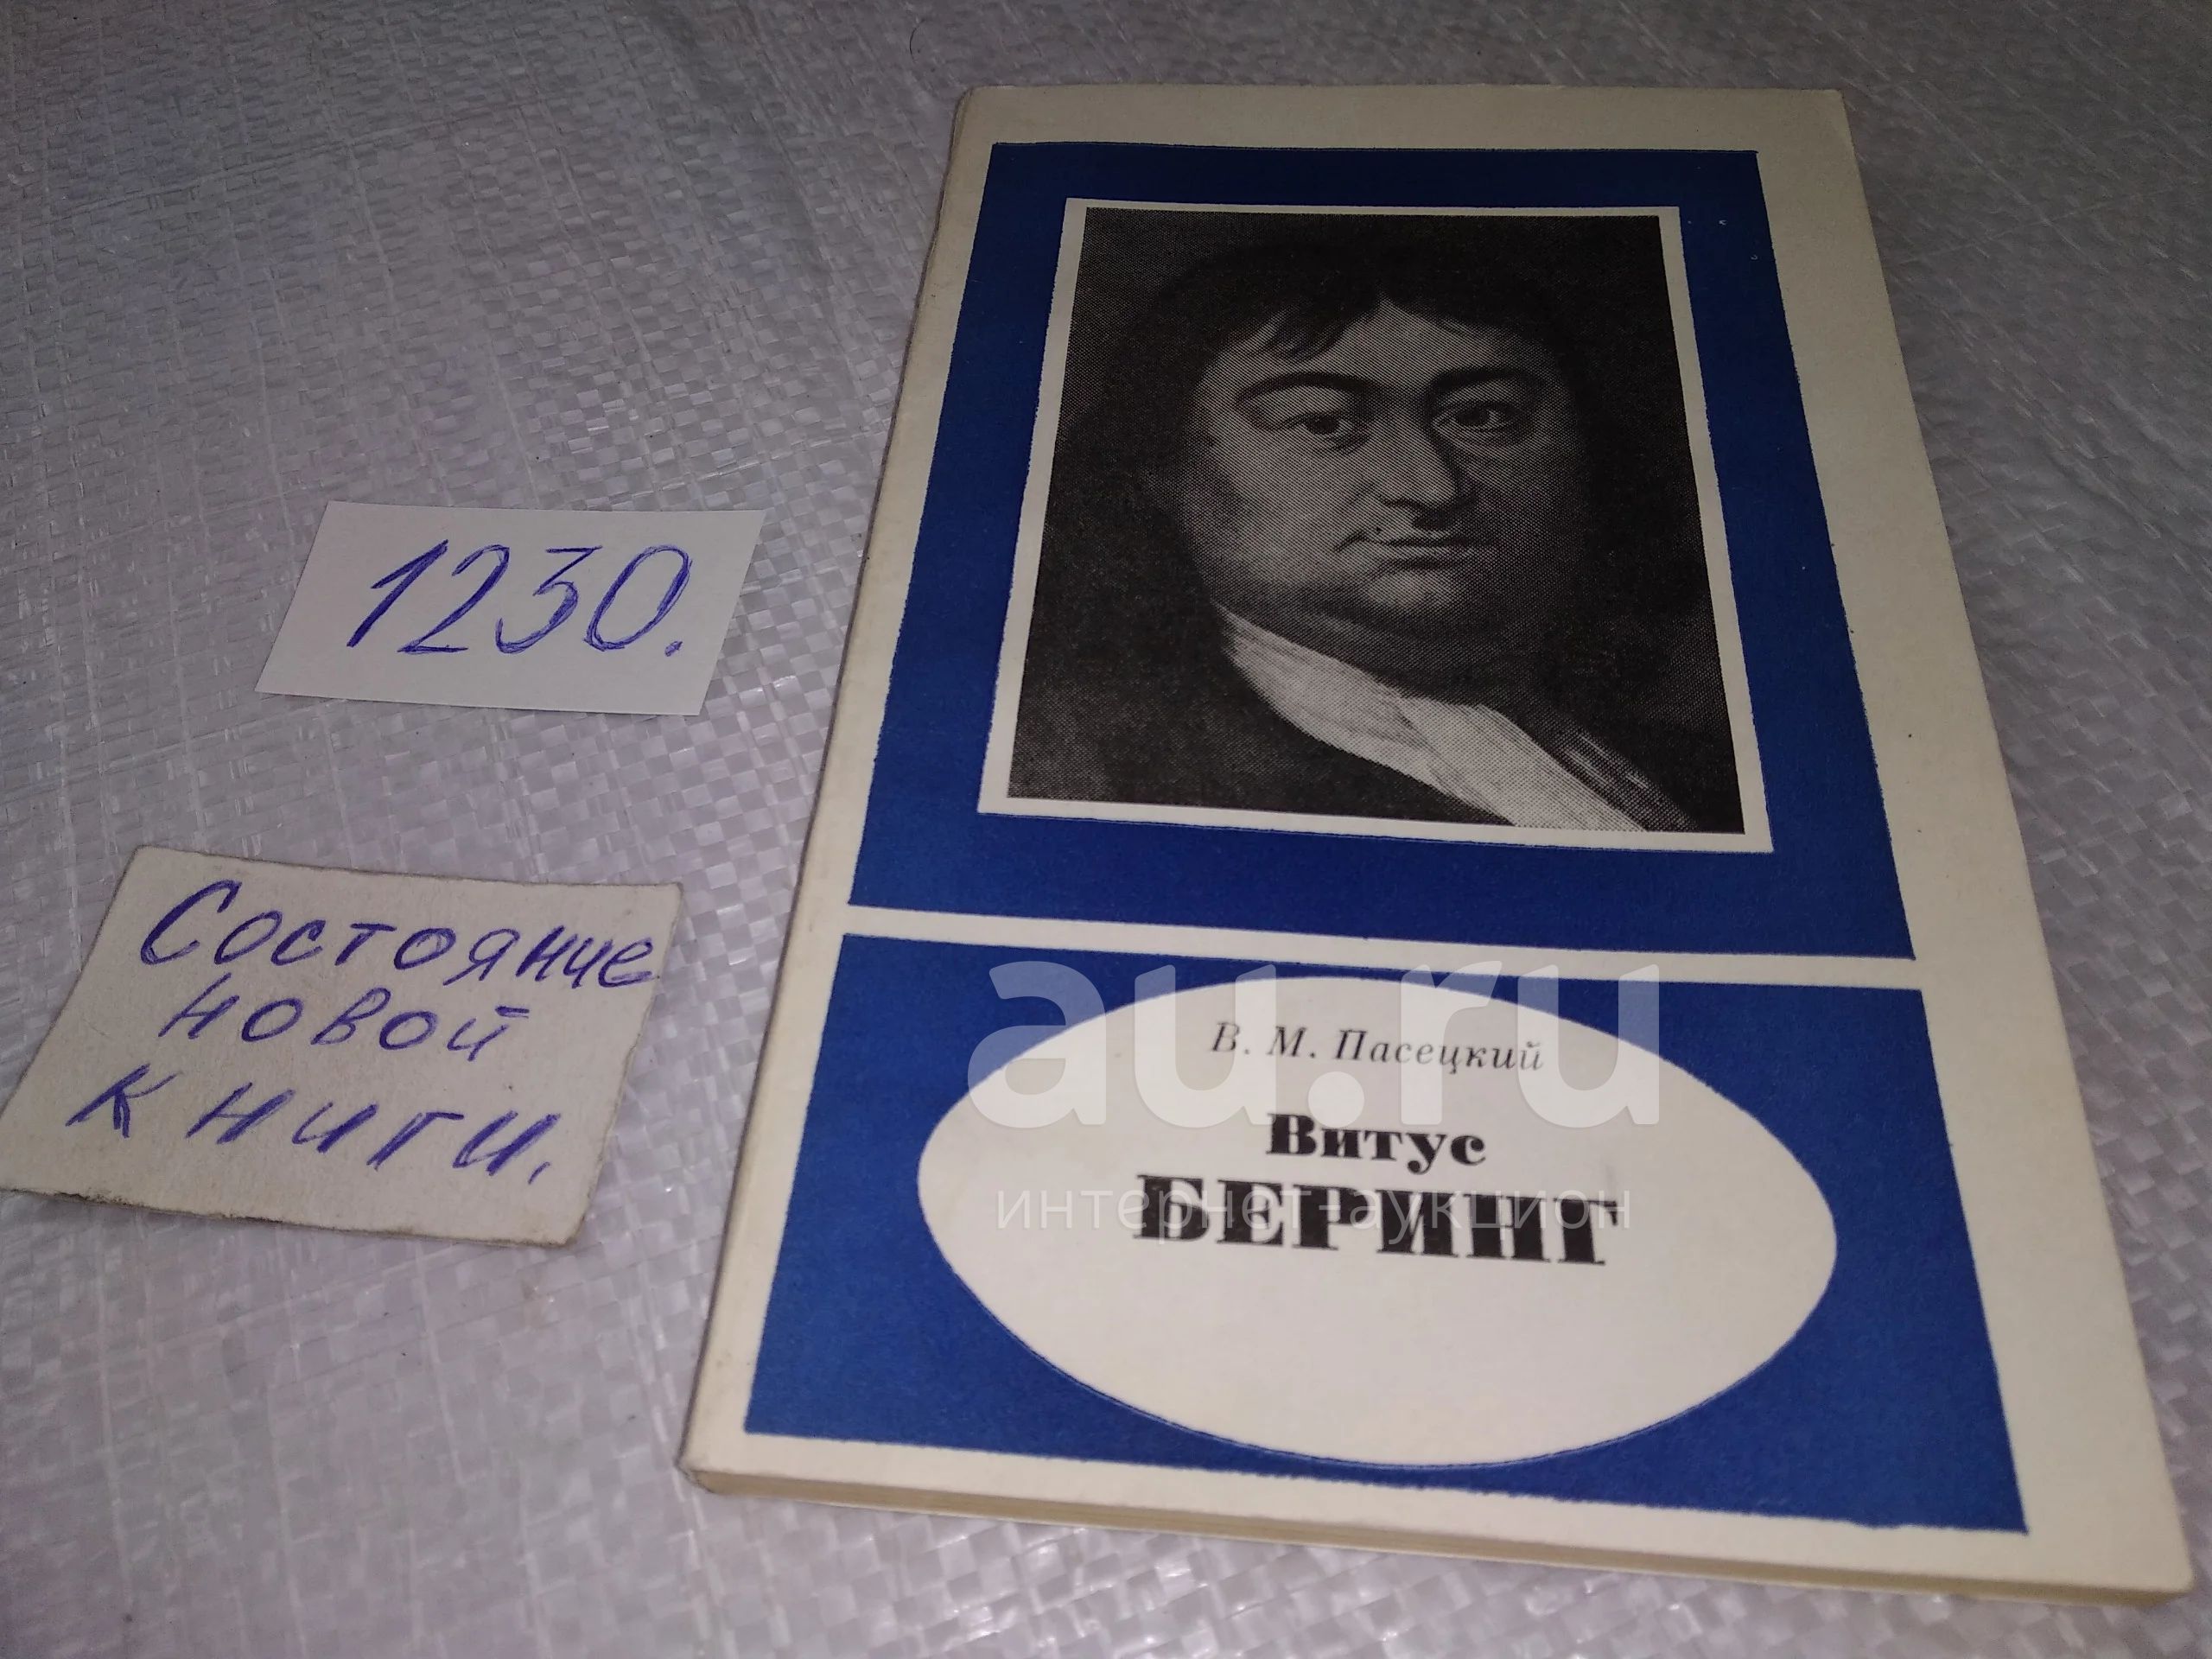 1230.
Состояние
новой
книги.
В. М. Пасецкий
Витус
БЕРИНГ
au.ru
интернет-аукцион